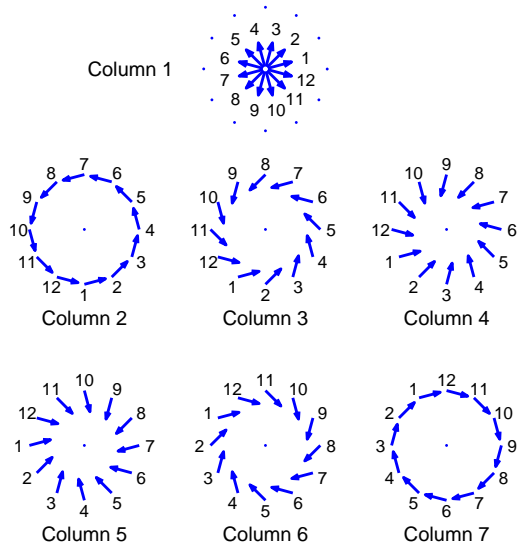 4 3
5 2
6 1
Column 1
7 12
8 11
9 10
7 8 9
8 6 9 7 10 8
9 5 10 6 11 7
10 4 11 5 12 6
11 3 12 4 1 5
12 2 1 3 2 4
1 2 3
Column 2 Column 3 Column 4
10 11 12
11 9 12 10 1 11
12 8 1 9 2 10
1 7 2 8 3 9
2 6 3 7 4 8
3 5 4 6 5 7
4 5 6
Column 5 Column 6 Column 7